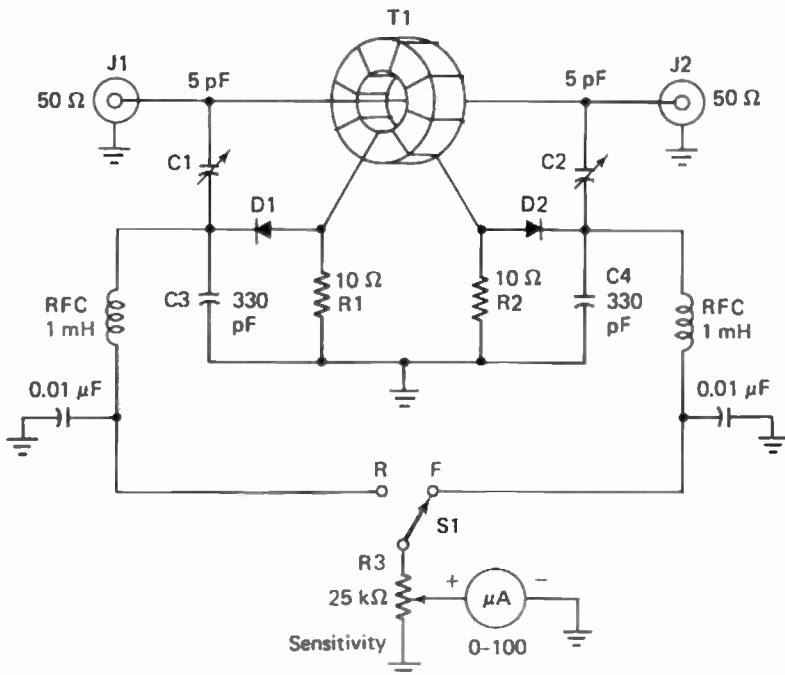 T1
J1
5 pF
5 pF
J2
50 Ω
50 Ω
C1
C2
D1
D2
RFC
1 mH
C3
330
pF
10 Ω
R1
10 Ω
R2
C4
330
pF
RFC
1 mH
0.01 μF
0.01 μF
R
F
S1
R3
25 kΩ
+
μA
−
Sensitivity
0-100